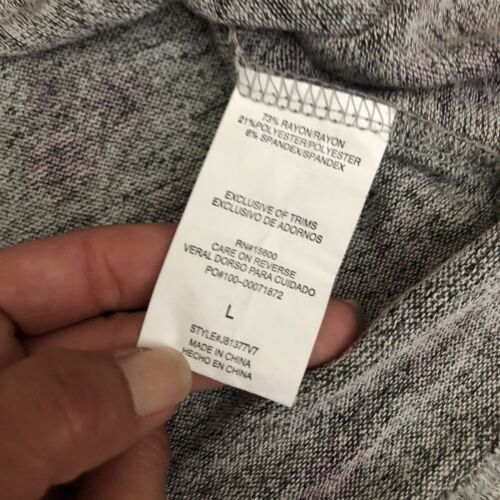 73% RAYON/RAYON
21%POLYESTER/POLYESTER
6% SPANDEX/SPANDEX
EXCLUSIVE OF TRIMS
EXCLUSIVO DE ADORNOS
RN#15800
CARE ON REVERSE
VERAL DORSO PARA CUIDADO
PO#100-00071872
L
STYLE#J81377V7
MADE IN CHINA
HECHO EN CHINA